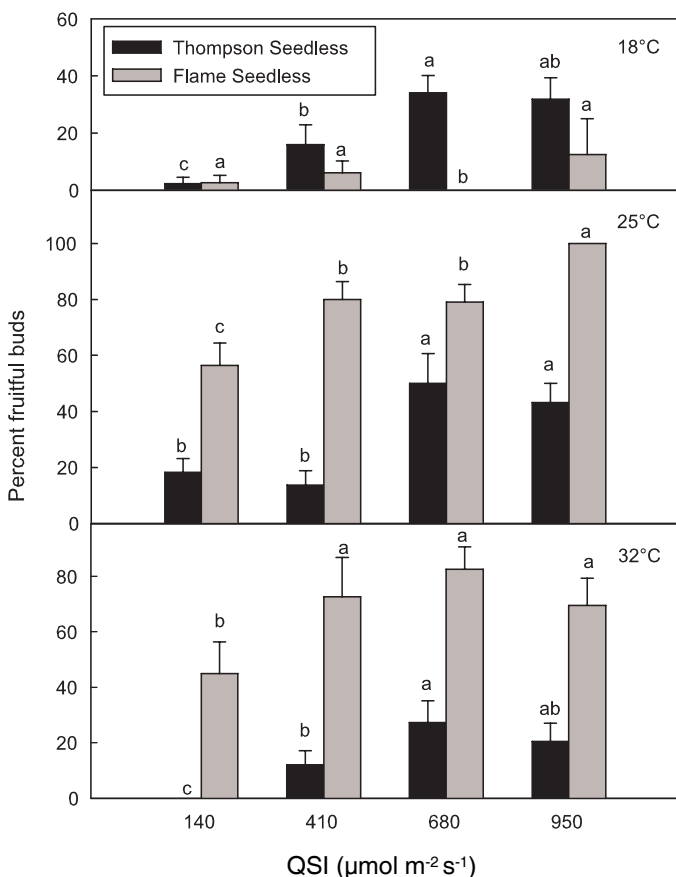 60
Thompson Seedless
18°C
Flame Seedless
40
a
ab
b
a
20
a
c
a
b
0
100
25°C
a
b
b
80
c
60
a
a
40
b
b
20
0
Percent fruitful buds
32°C
a
a
a
80
b
60
40
a
ab
b
20
c
0
140 410 680 950
QSI (µmol m⁻² s⁻¹)